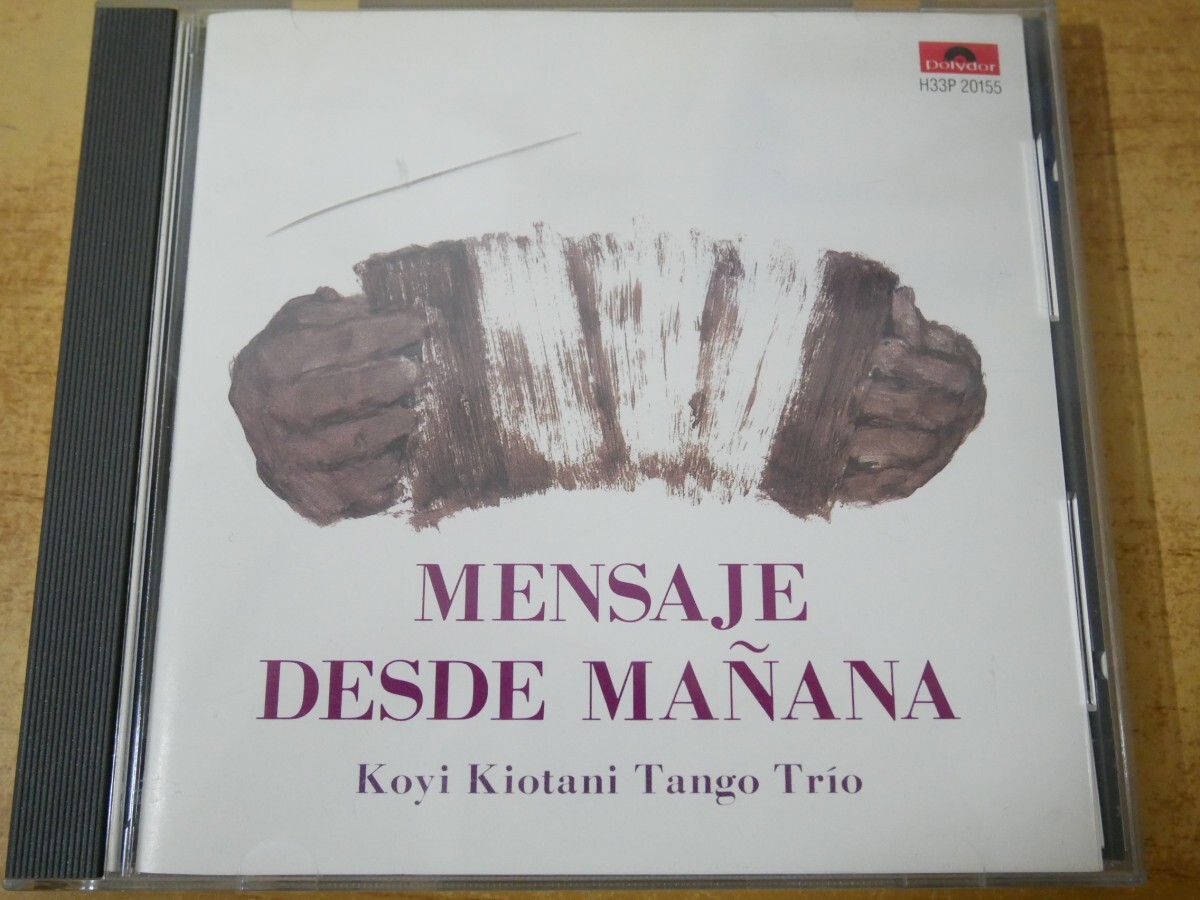 polydor
H33P 20155
MENSAJE
DESDE MAÑANA
Koyi Kiotani Tango Trío